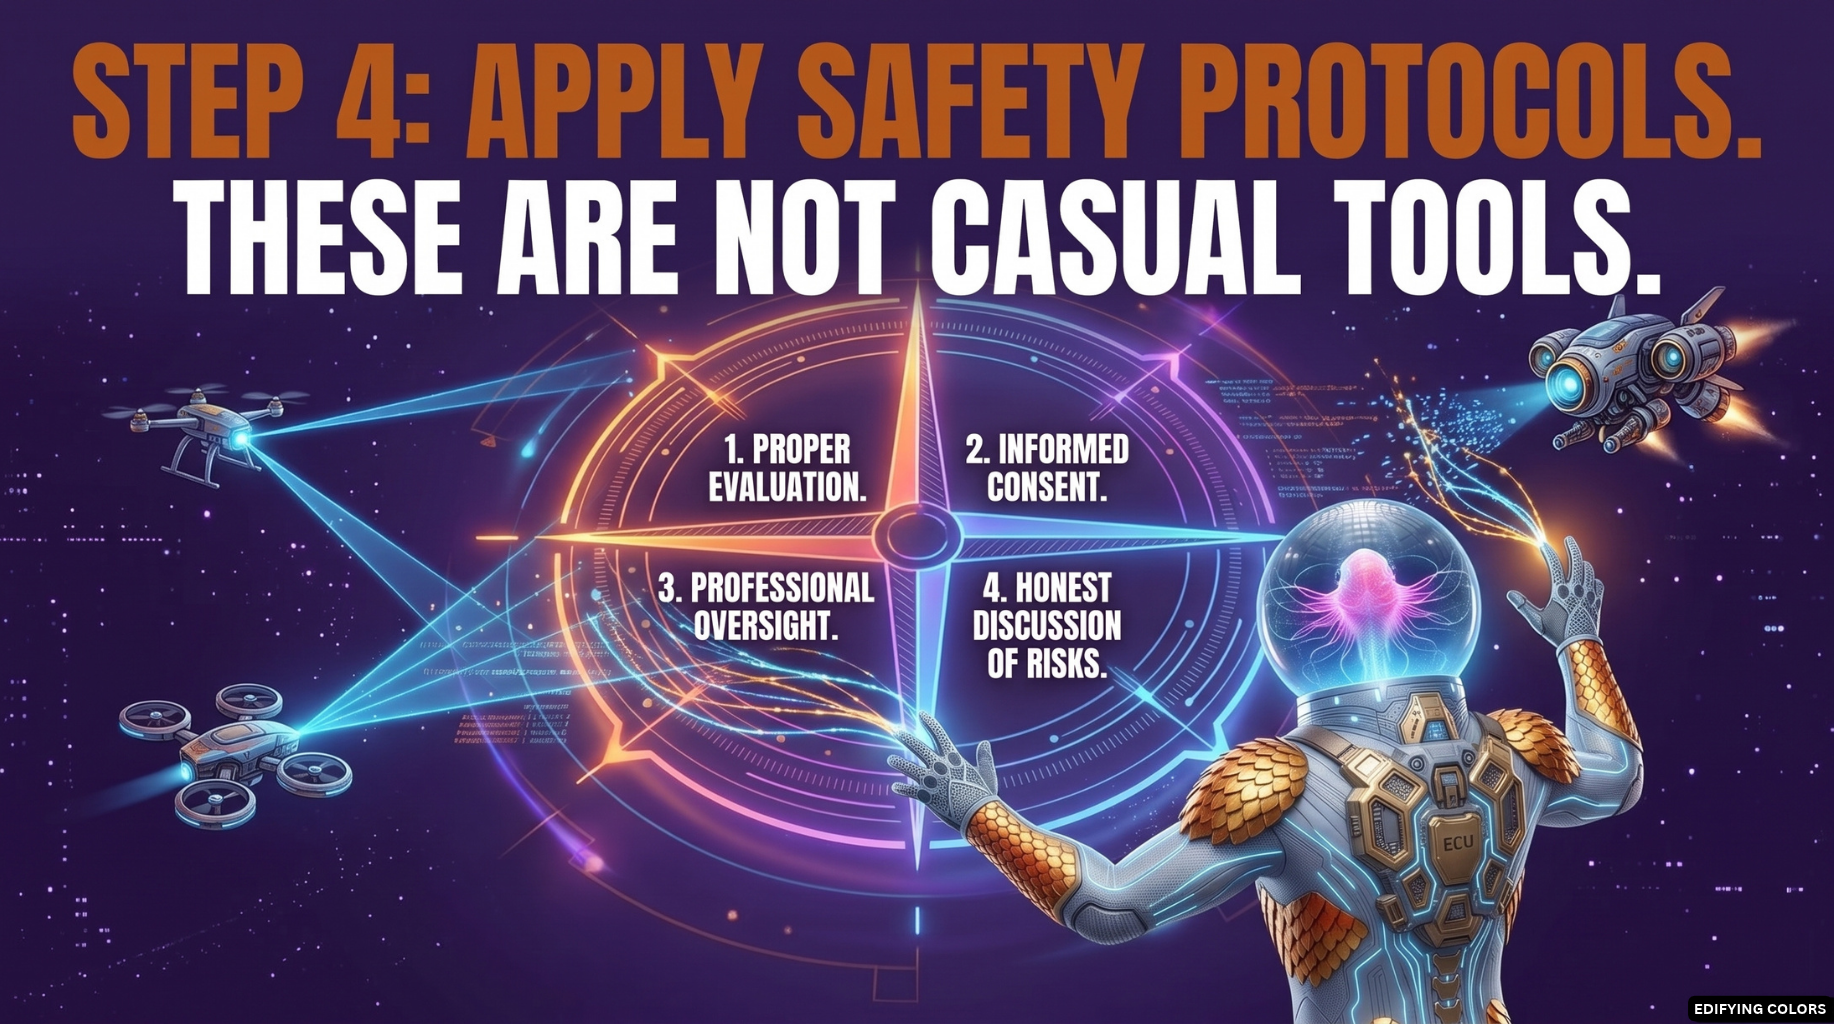 STEP 4: APPLY SAFETY PROTOCOLS.
THESE ARE NOT CASUAL TOOLS.
1. PROPER
EVALUATION.
2. INFORMED
CONSENT.
3. PROFESSIONAL
OVERSIGHT.
4. HONEST
DISCUSSION
OF RISKS.
ECU
EDIFYING COLORS